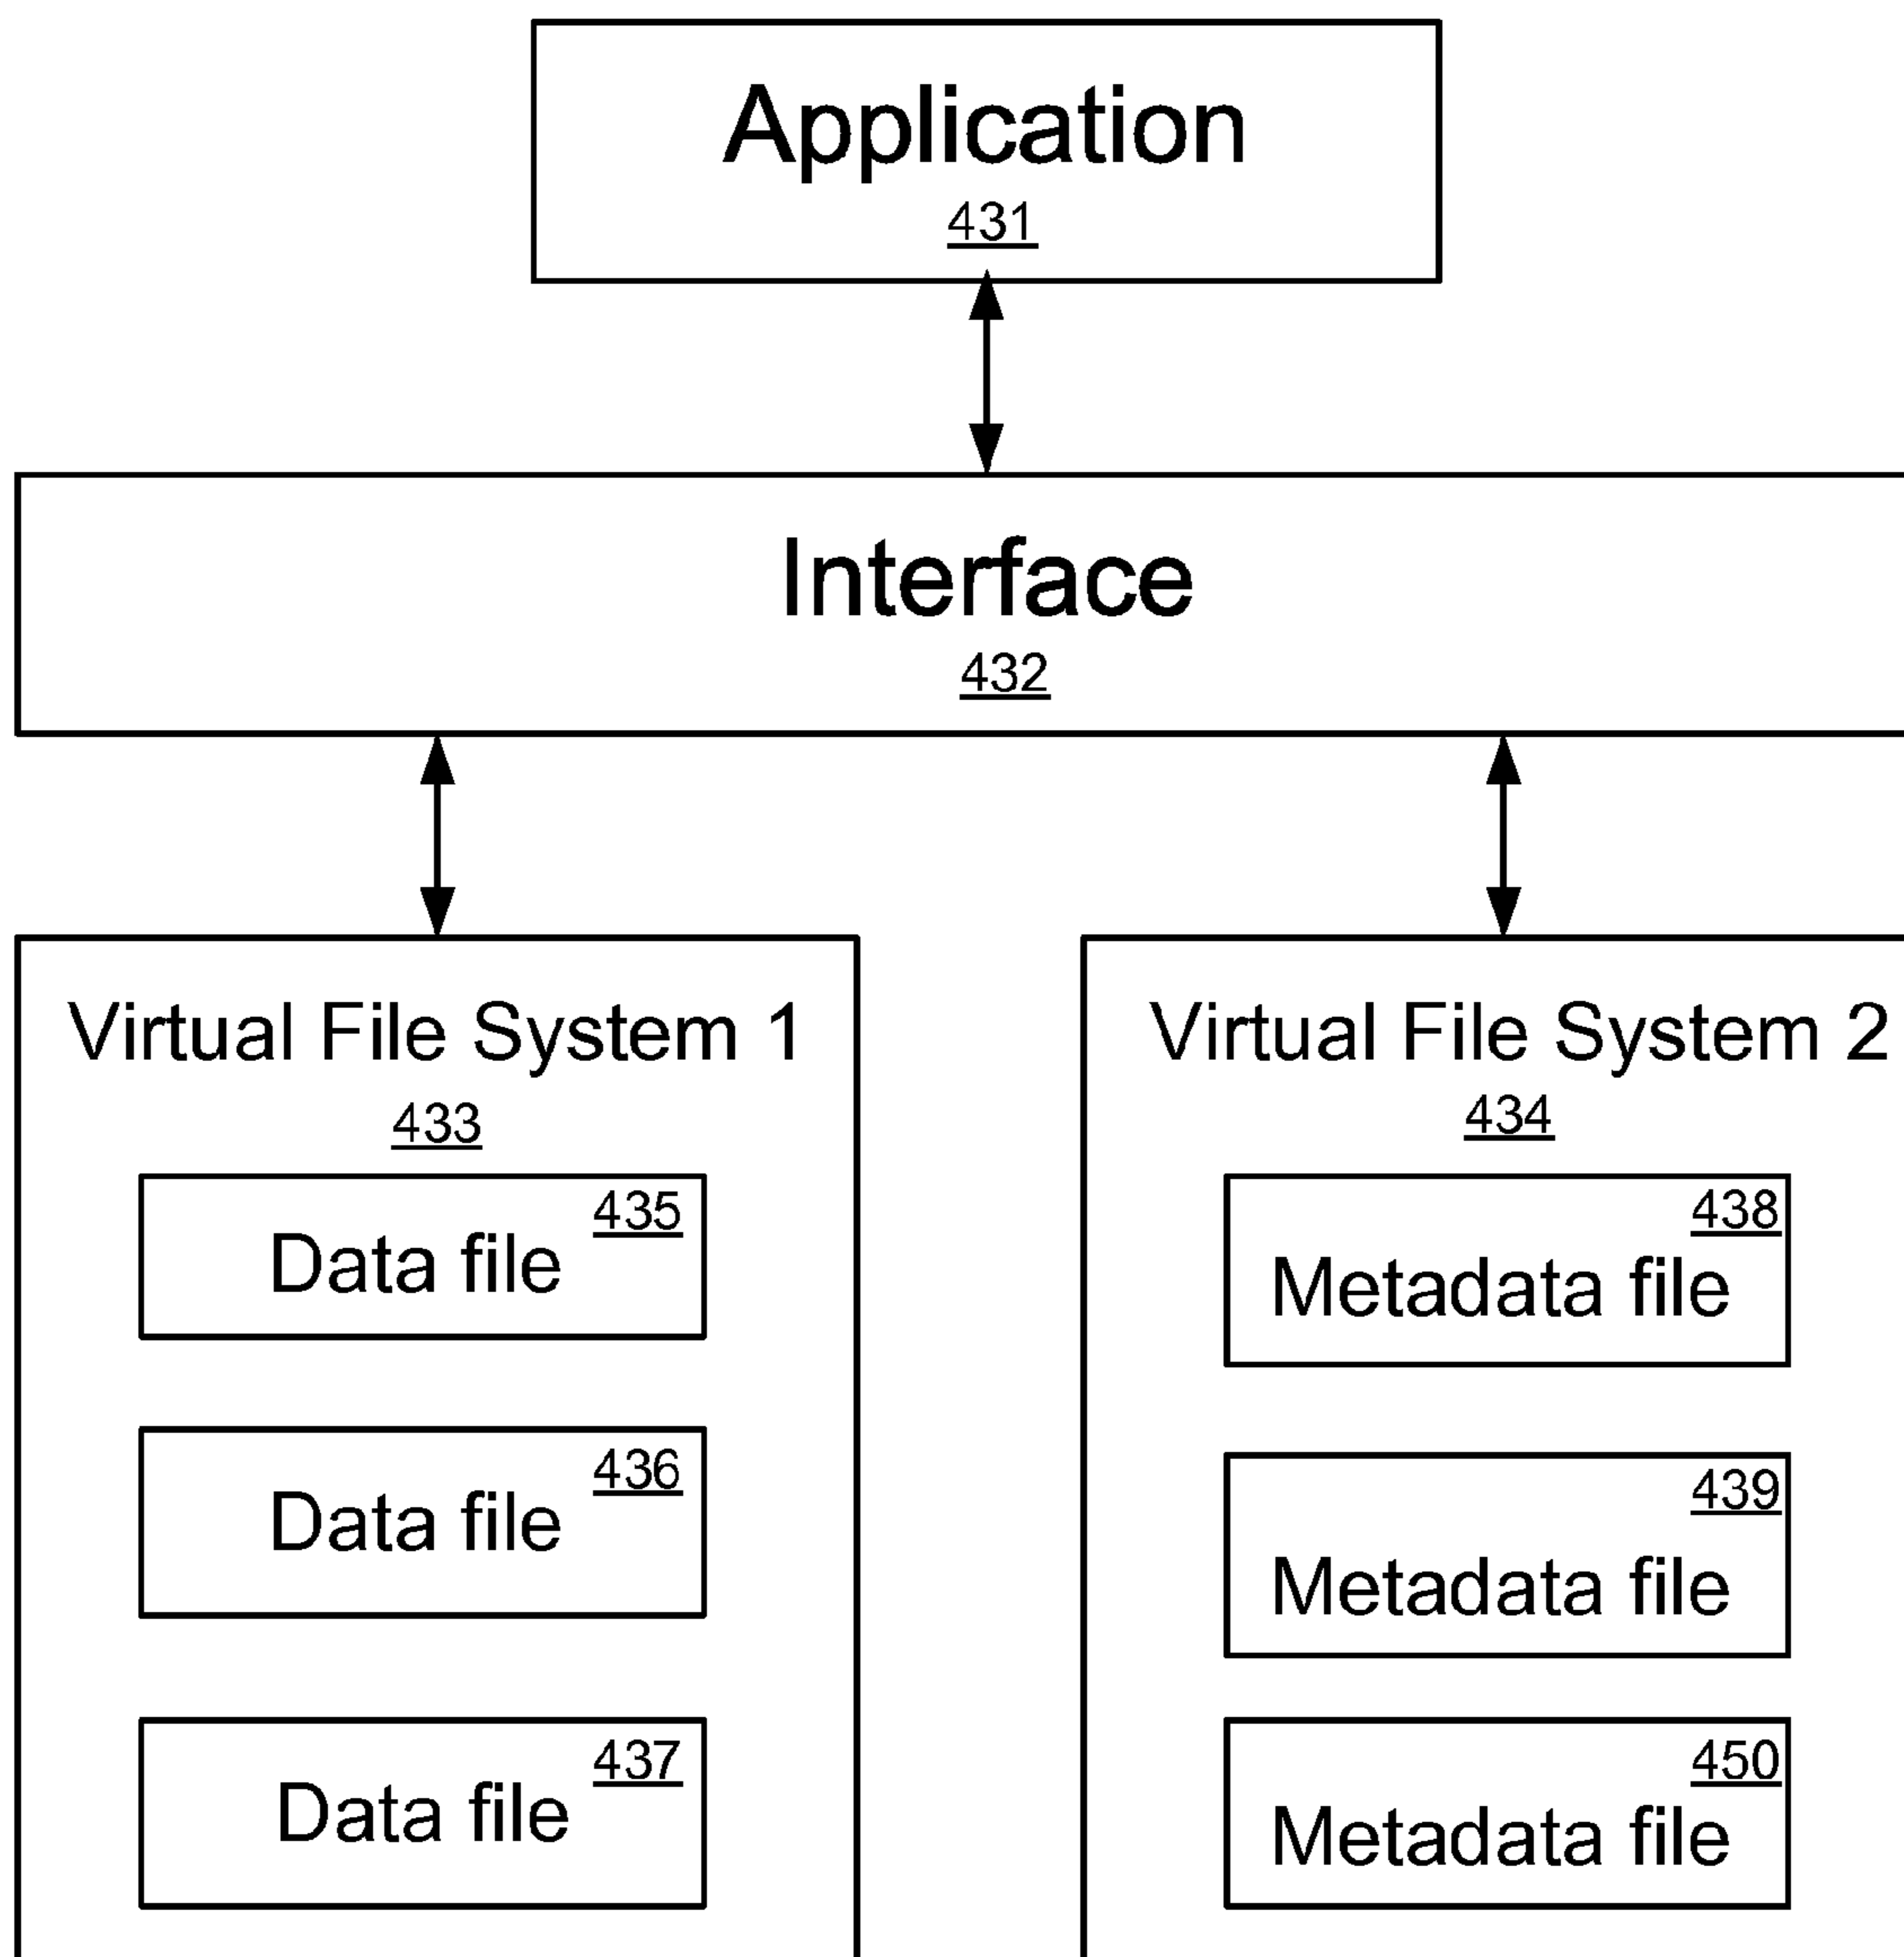 Application
431
Interface
432
Virtual File System 1
433
435
Data file
436
Data file
437
Data file
Virtual File System 2
434
438
Metadata file
439
Metadata file
450
Metadata file